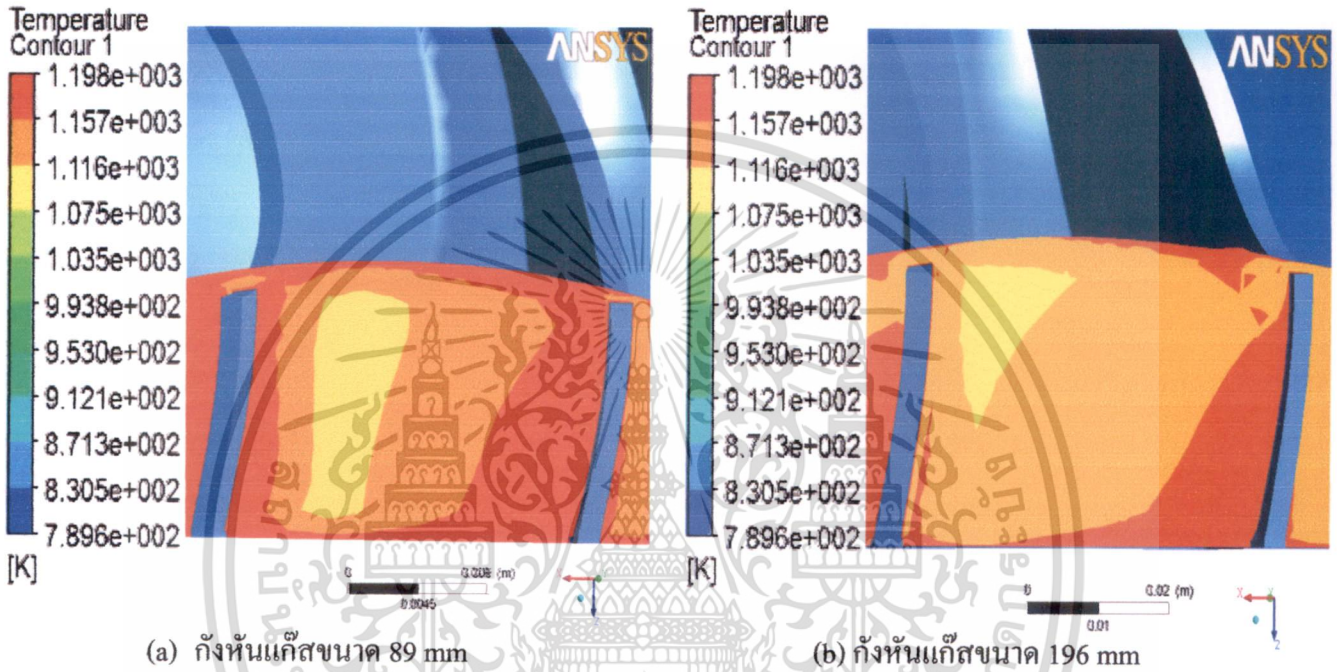 Temperature
Contour 1
1.198e+003
1.157e+003
1.116e+003
1.075e+003
1.035e+003
9.938e+002
9.530e+002
9.121e+002
8.713e+002
8.305e+002
7.896e+002
[K]
ANSYS
0 0.009 (m)
0.0045
(a) กังหันแก๊สขนาด 89 mm
Temperature
Contour 1
1.198e+003
1.157e+003
1.116e+003
1.075e+003
1.035e+003
9.938e+002
9.530e+002
9.121e+002
8.713e+002
8.305e+002
7.896e+002
[K]
ANSYS
0 0.02 (m)
0.01
X
Z
(b) กังหันแก๊สขนาด 196 mm